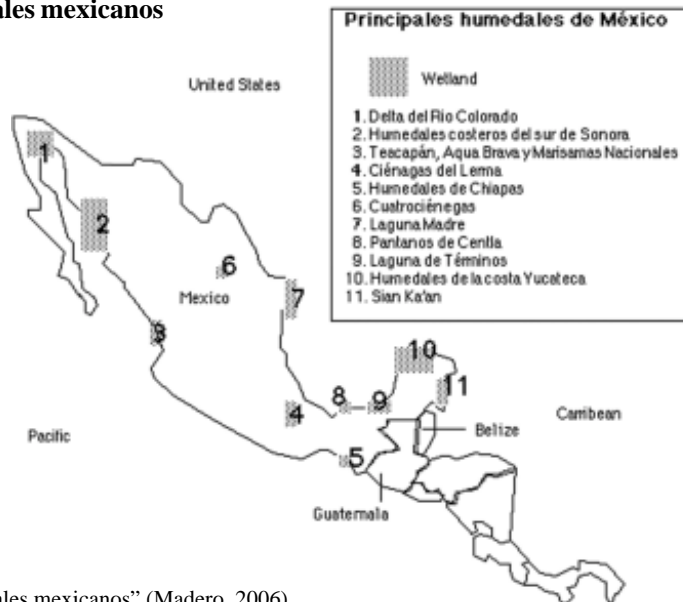 ales mexicanos
Principales humedales de México
Wetland
1. Delta del Rio Colorado
2. Humedales costeros del sur de Sonora
3. Teacapán, Aqua Brava y Marisamas Nacionales
4. Ciénagas del Lerma
5. Humedales de Chiapas
6. Cuatrociénegas
7. Laguna Madre
8. Pantanos de Centla
9. Laguna de Términos
10. Humedales de la costa Yucateca
11. Sian Ka'an
United States
1
2
6
Mexico
7
3
10
8
9
11
4
Carribean
Belize
Pacific
5
Guatemala
ales mexicanos” (Madero, 2006)